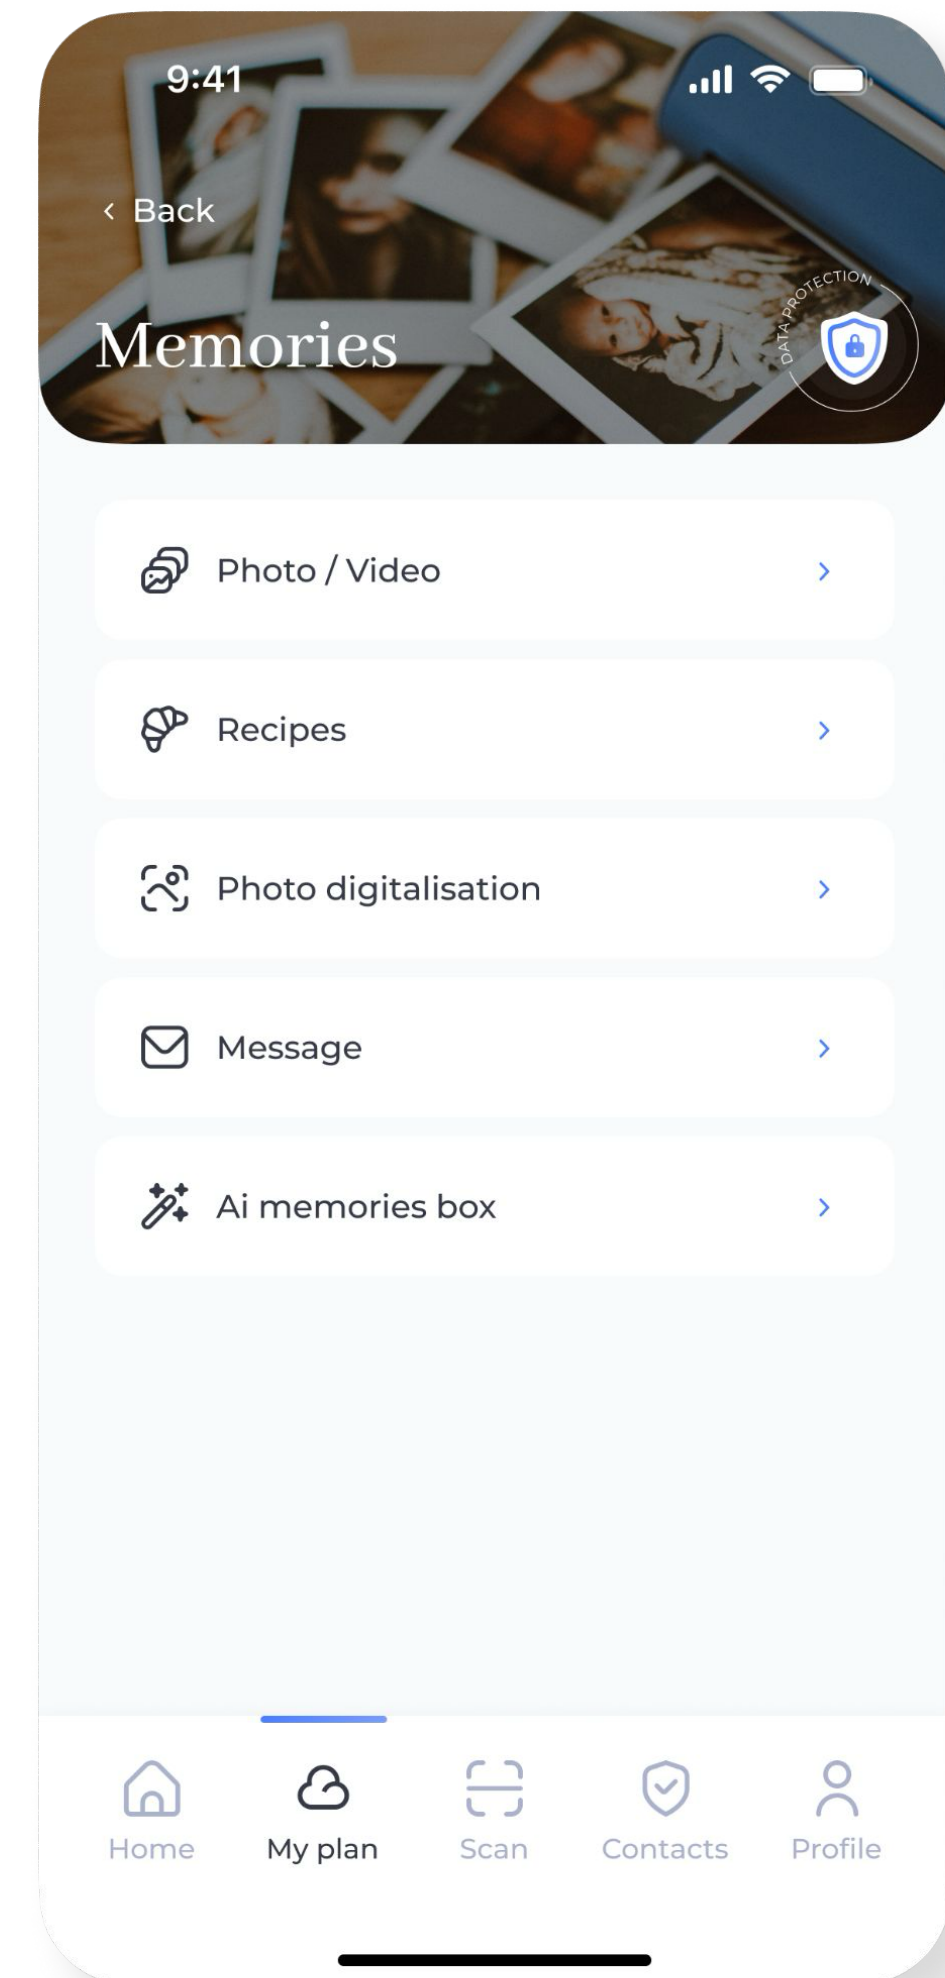 9:41
Back
DATA PROTECTION
Memories
Photo / Video
Recipes
Photo digitalisation
Message
Ai memories box
Home
My plan
Scan
Contacts
Profile